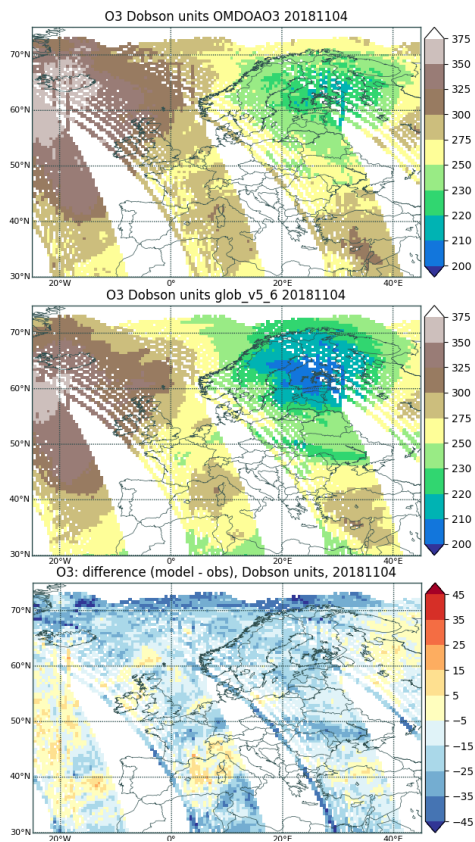 O3 Dobson units OMDOAO3 20181104
70°N
60°N
50°N
40°N
30°N
20°W
0°
20°E
40°E
375
350
325
300
275
250
230
220
210
200
O3 Dobson units glob_v5_6 20181104
70°N
60°N
50°N
40°N
30°N
20°W
0°
20°E
40°E
375
350
325
300
275
250
230
220
210
200
O3: difference (model - obs), Dobson units, 20181104
70°N
60°N
50°N
40°N
30°N
20°W
0°
20°E
40°E
45
35
25
15
5
−5
−15
−25
−35
−45